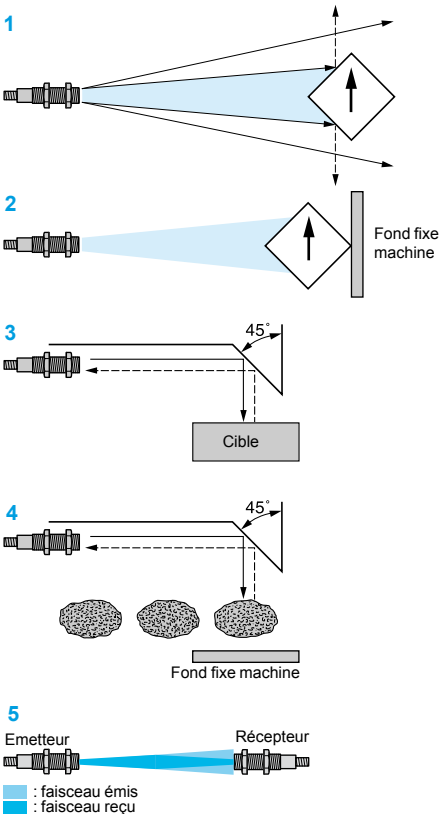 1
2
Fond fixe
machine
3
45°
Cible
4
45°
Fond fixe machine
5
Emetteur
Récepteur
: faisceau émis
: faisceau reçu